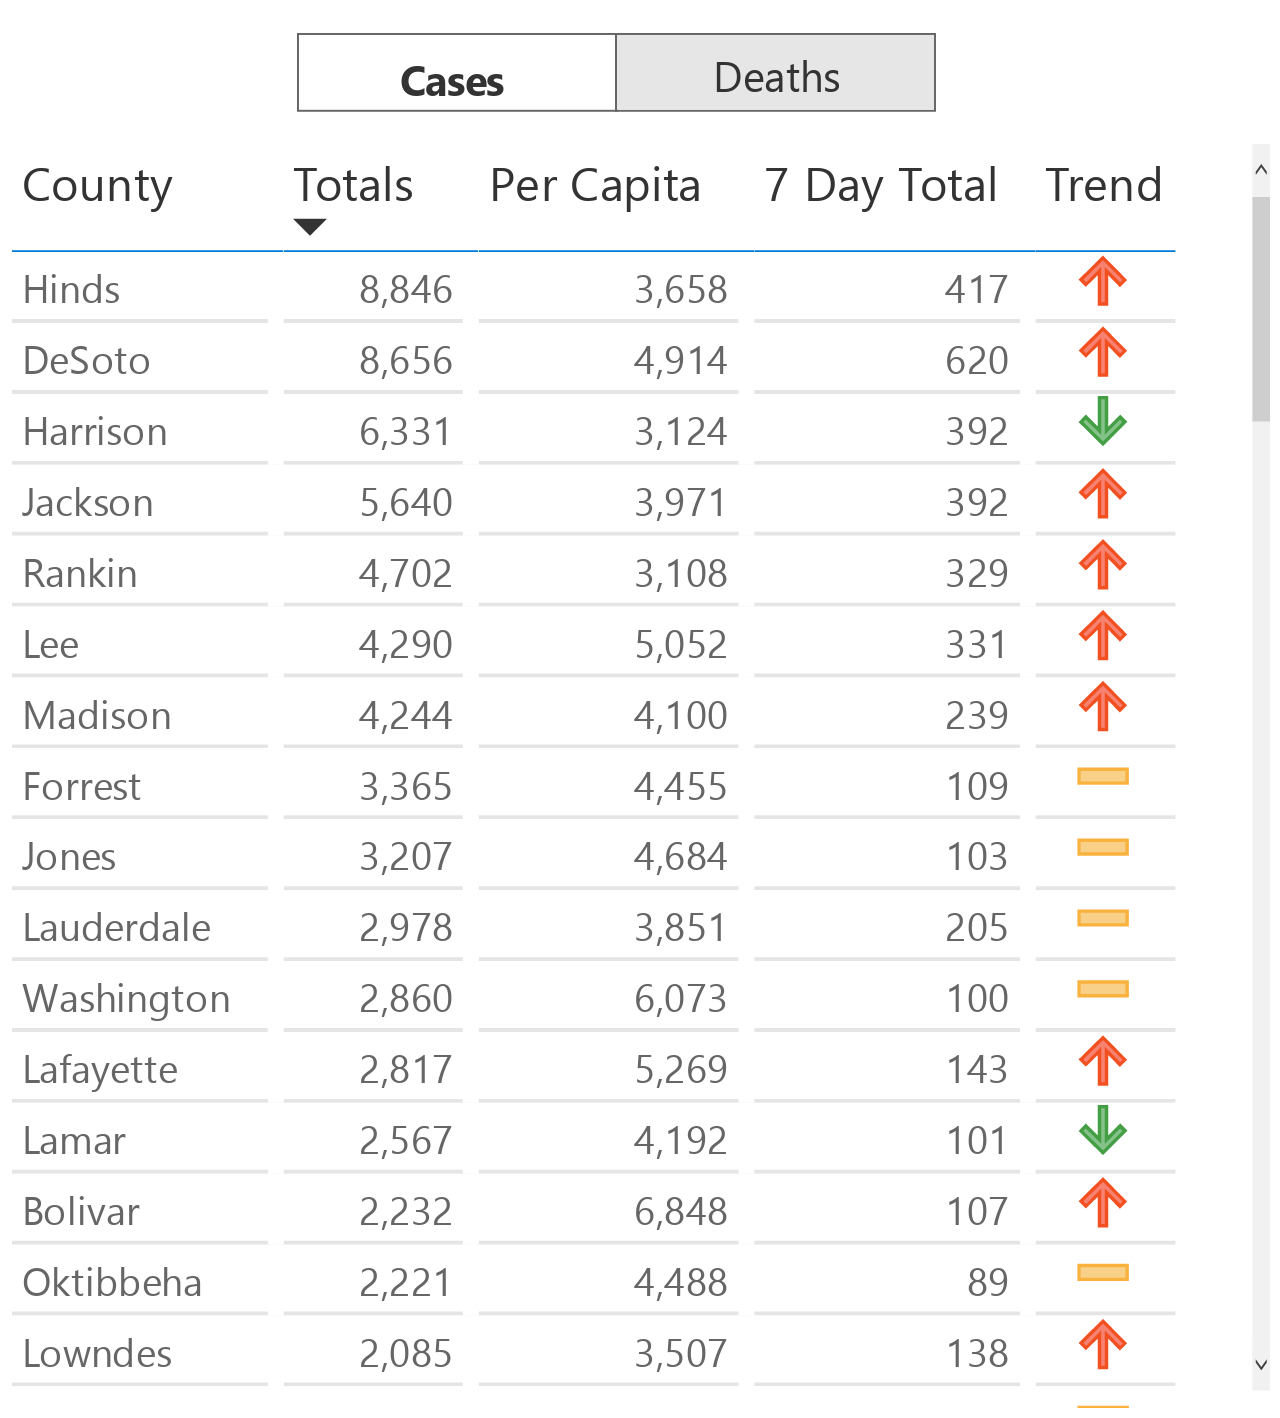 Cases Deaths
County Totals Per Capita 7 Day Total Trend
Hinds 8,846 3,658 417
DeSoto 8,656 4,914 620
Harrison 6,331 3,124 392
Jackson 5,640 3,971 392
Rankin 4,702 3,108 329
Lee 4,290 5,052 331
Madison 4,244 4,100 239
Forrest 3,365 4,455 109
Jones 3,207 4,684 103
Lauderdale 2,978 3,851 205
Washington 2,860 6,073 100
Lafayette 2,817 5,269 143
Lamar 2,567 4,192 101
Bolivar 2,232 6,848 107
Oktibbeha 2,221 4,488 89
Lowndes 2,085 3,507 138